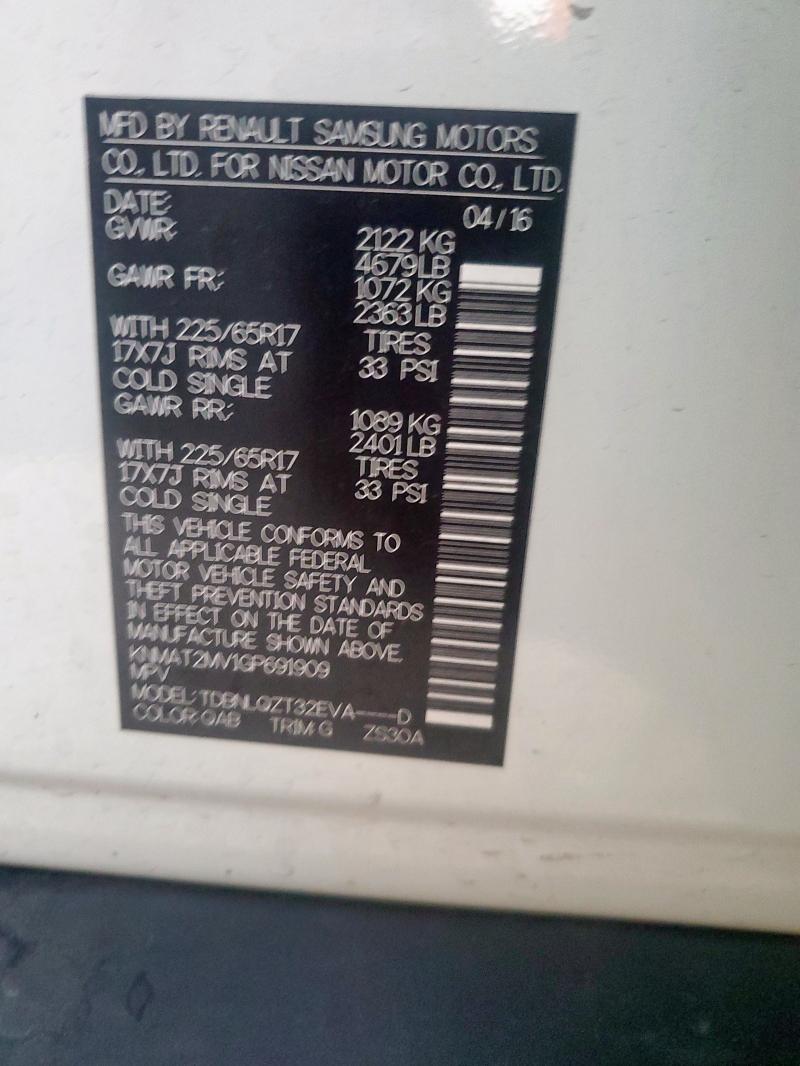 MFD BY RENAULT SAMSUNG MOTORS
CO., LTD. FOR NISSAN MOTOR CO., LTD.
DATE: 04/16
GVWR: 2122 KG
4679LB
GAWR FR: 1072 KG
2363LB
WITH 225/65R17 TIRES
17X7J RIMS AT 33 PSI
COLD SINGLE
GAWR RR: 1089 KG
2401LB
WITH 225/65R17 TIRES
17X7J RIMS AT 33 PSI
COLD SINGLE
THIS VEHICLE CONFORMS TO
ALL APPLICABLE FEDERAL
MOTOR VEHICLE SAFETY AND
THEFT PREVENTION STANDARDS
IN EFFECT ON THE DATE OF
MANUFACTURE SHOWN ABOVE.
KNMAT2MV1GP691909
MPV
MODEL: TDBNLQZT32EVA----D
COLOR: QAB TRIM: G ZS30A